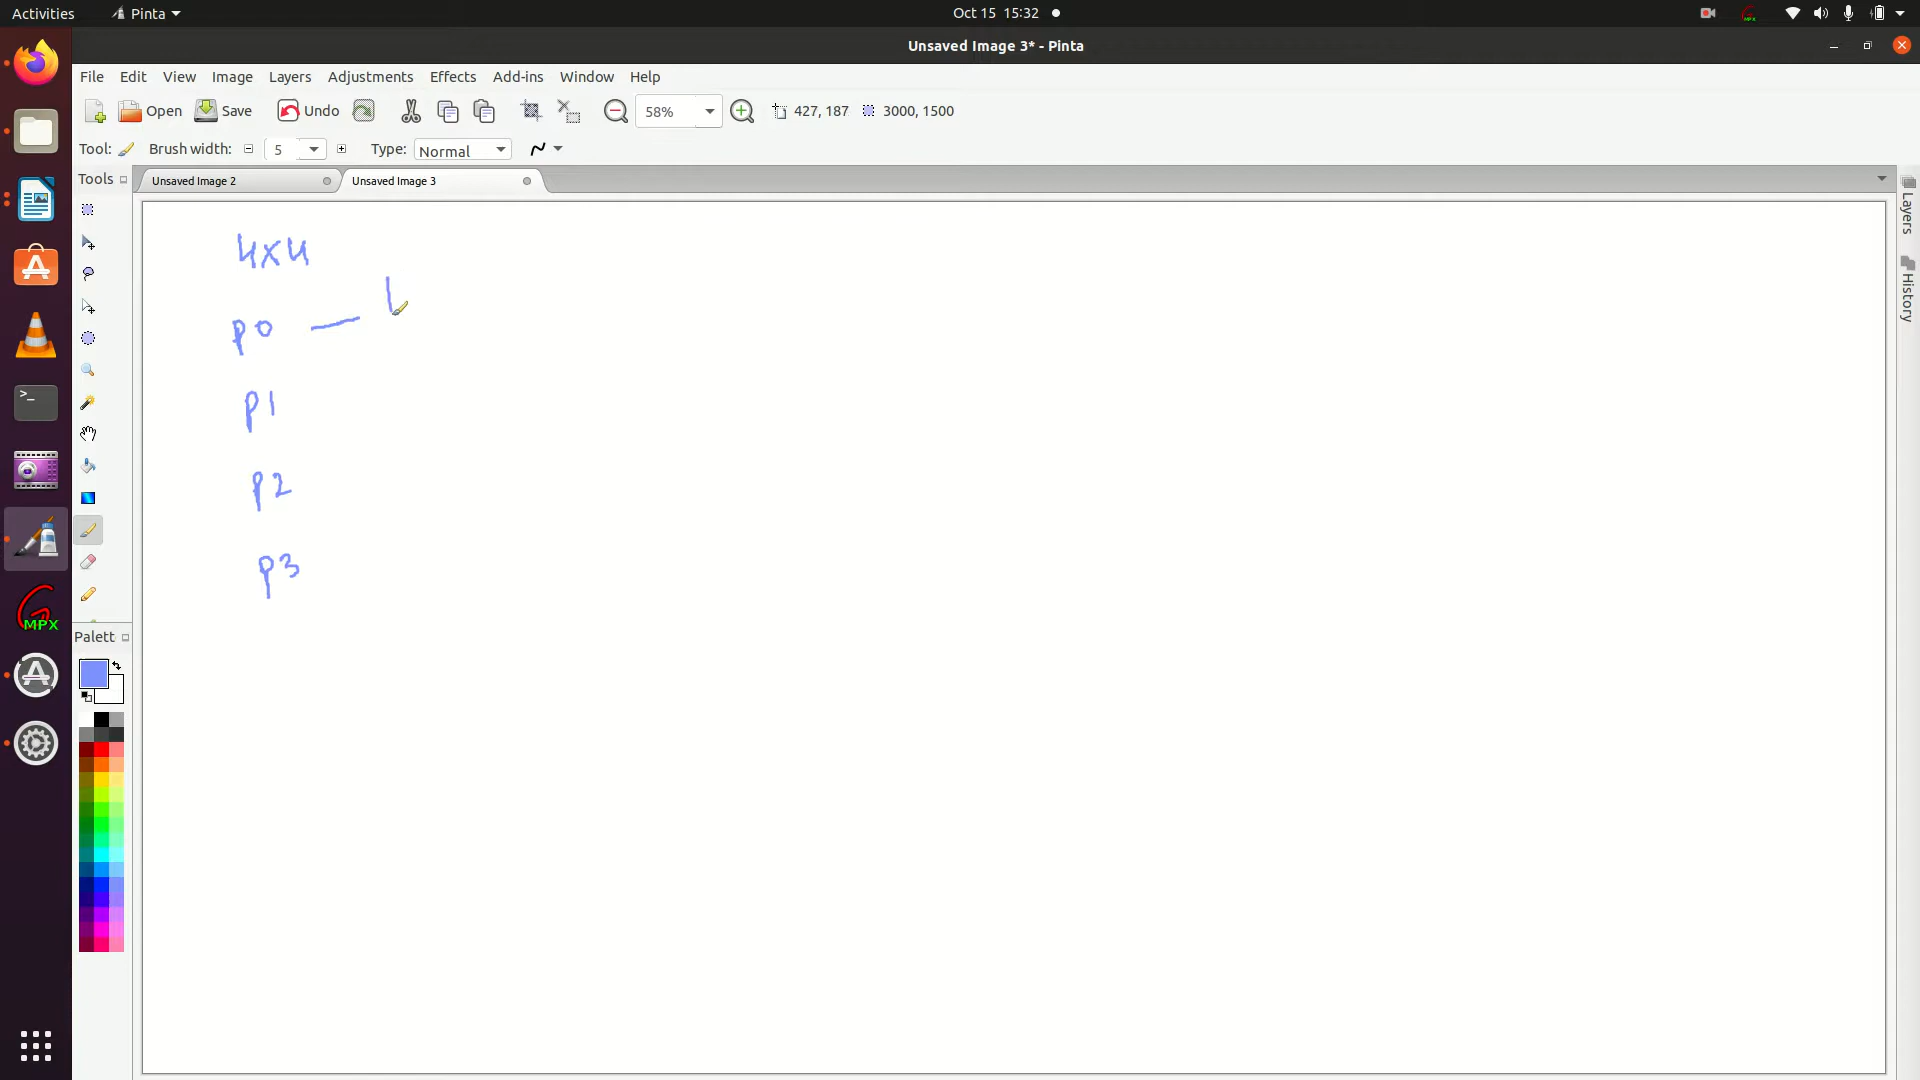 Activities Pinta Oct 15 15:32
Unsaved Image 3* - Pinta
File Edit View Image Layers Adjustments Effects Add-ins Window Help
Open Save Undo 58% 427, 187 3000, 1500
Tool: Brush width: 5 Type: Normal
Tools Unsaved Image 2 Unsaved Image 3
Layers
History
4x4
p0 —
p1
p2
p3
>_
MPX
Palett